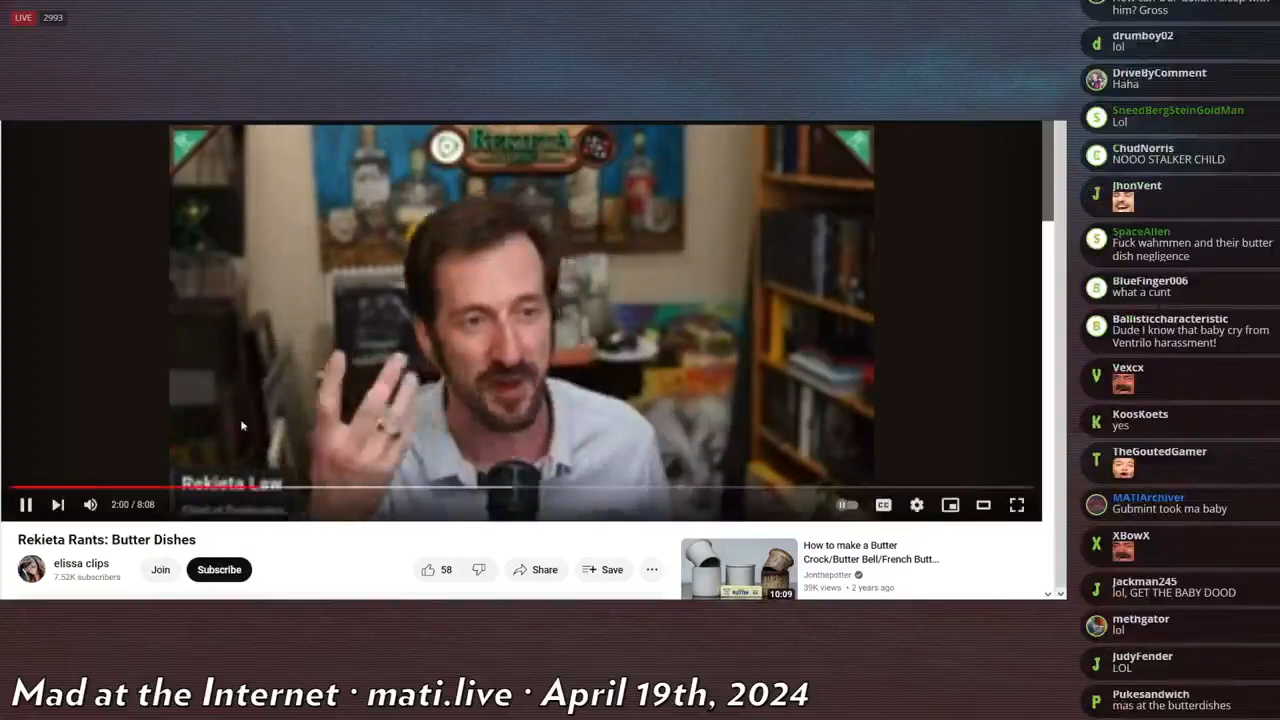 LIVE 2993
him? Gross
drumboy02
lol
DriveByComment
Haha
SneedBergSteinGoldMan
Lol
ChudNorris
NOOO STALKER CHILD
JhonVent
SpaceAlien
Fuck wahmmen and their butter
dish negligence
BlueFinger006
what a cunt
Ballisticcharacteristic
Dude I know that baby cry from
Ventrilo harassment!
Vexcx
KoosKoets
yes
TheGoutedGamer
MATIArchiver
Gubmint took ma baby
XBowX
Jackman245
lol, GET THE BABY DOOD
methgator
lol
JudyFender
LOL
Pukesandwich
mas at the butterdishes
REKIETA
Rekieta Law
2:00 / 8:08
CC
Rekieta Rants: Butter Dishes
elissa clips
7.52K subscribers
Join
Subscribe
58
Share
Save
How to make a Butter
Crock/Butter Bell/French Butt...
Jonthepotter
39K views • 2 years ago
10:09
Mad at the Internet · mati.live · April 19th, 2024